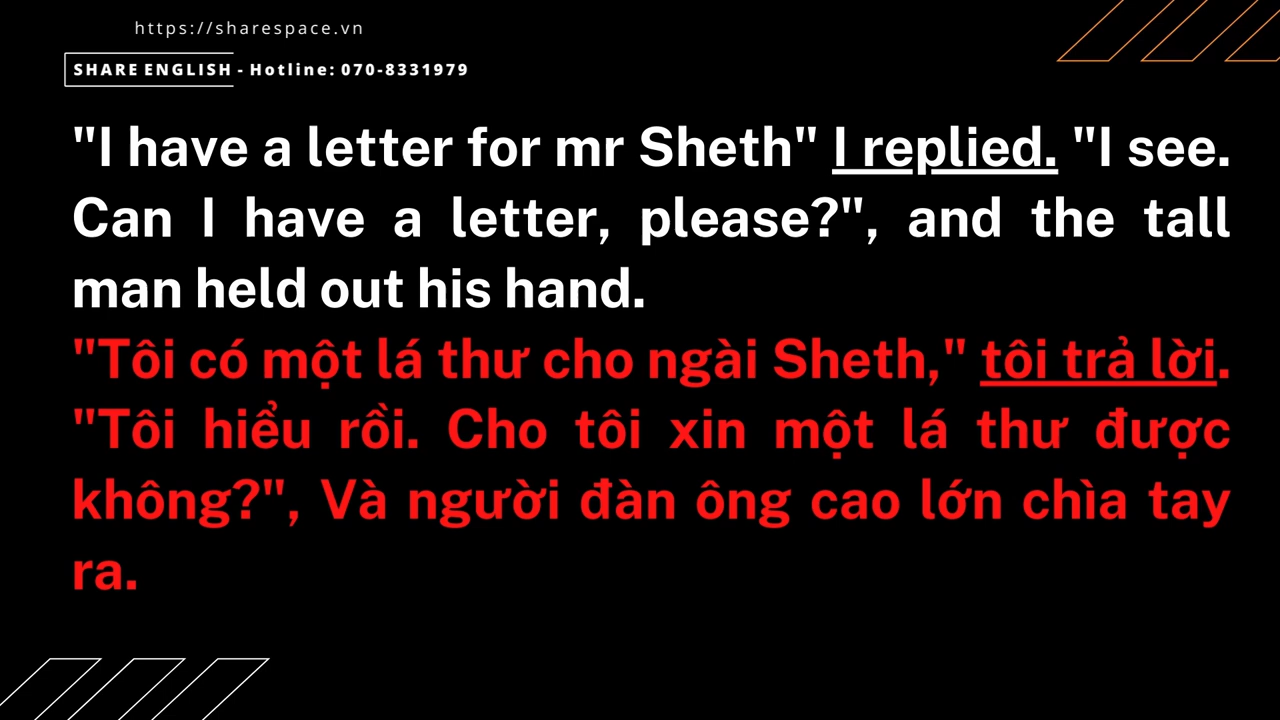 https://sharespace.vn
SHARE ENGLISH - Hotline: 070-8331979
"I have a letter for mr Sheth" I replied. "I see.
Can I have a letter, please?", and the tall
man held out his hand.
"Tôi có một lá thư cho ngài Sheth," tôi trả lời.
"Tôi hiểu rồi. Cho tôi xin một lá thư được
không?", Và người đàn ông cao lớn chìa tay
ra.